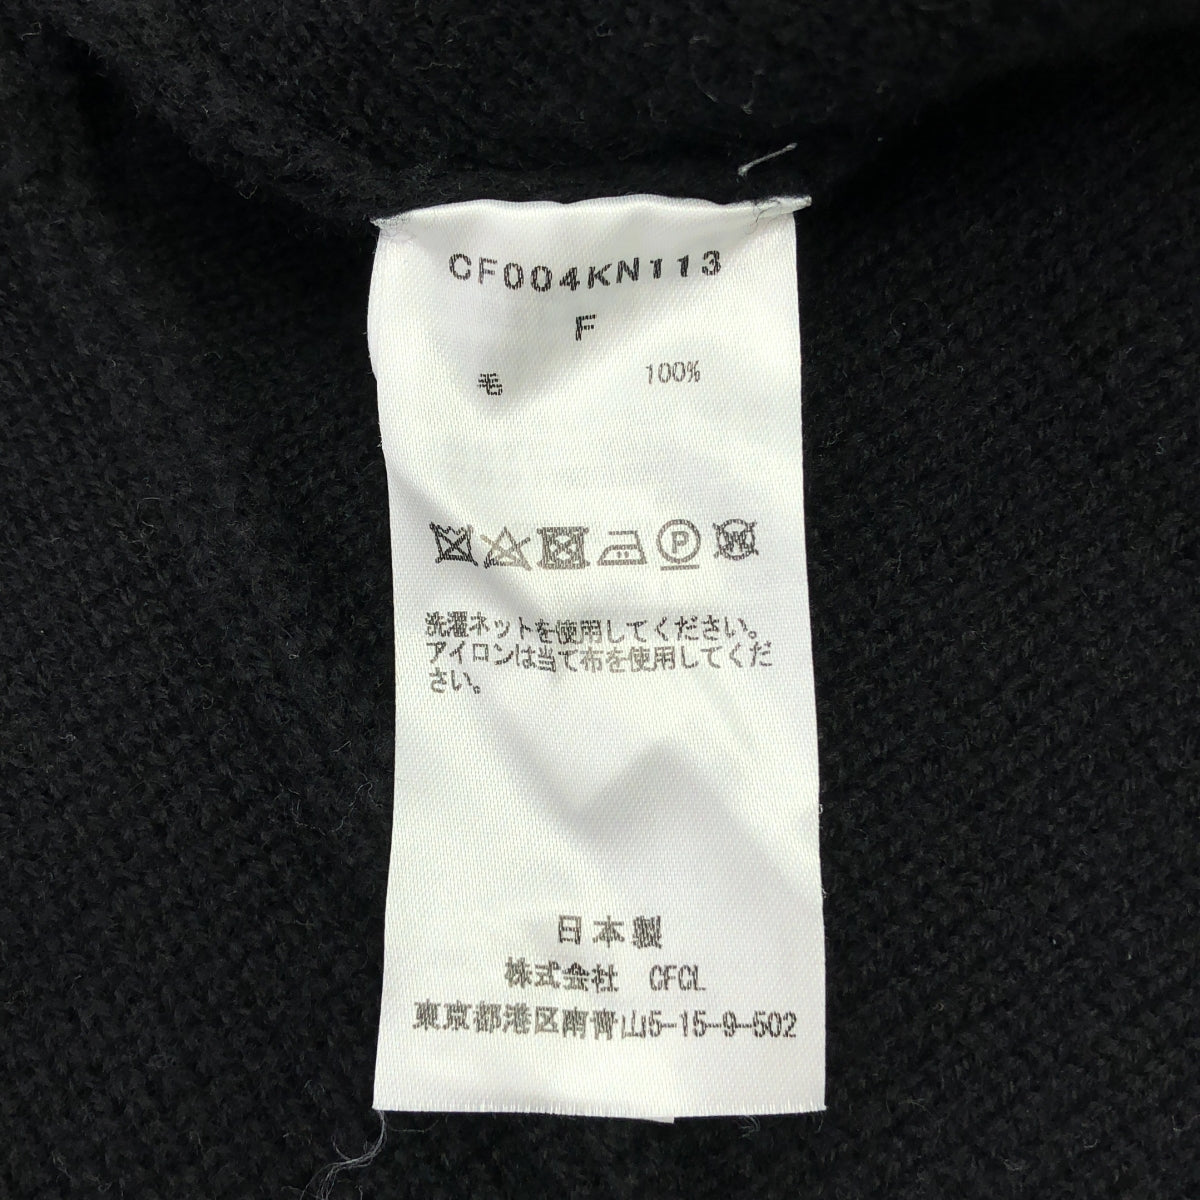 CF004KN113
F
毛 100%
P W
洗濯ネットを使用してください。
アイロンは当て布を使用してくだ
さい。
日本製
株式会社 CFCL
東京都港区南青山5-15-9-502